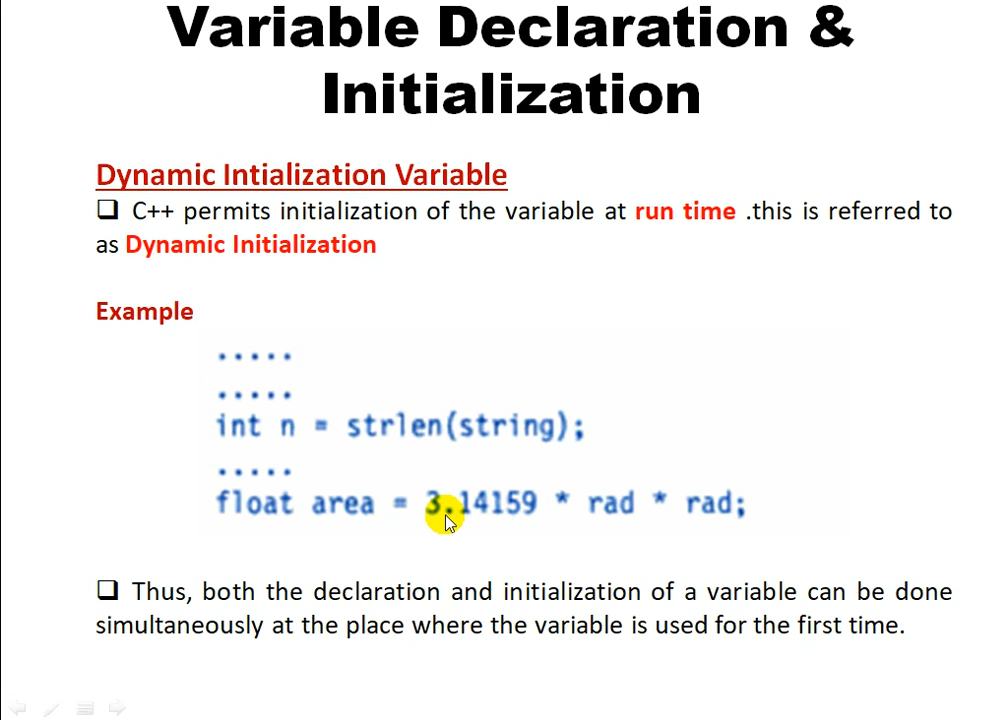 Variable Declaration &
Initialization
Dynamic Intialization Variable
❑ C++ permits initialization of the variable at run time .this is referred to
as Dynamic Initialization
Example
.....
.....
int n = strlen(string);
.....
float area = 3.14159 * rad * rad;
❑ Thus, both the declaration and initialization of a variable can be done
simultaneously at the place where the variable is used for the first time.